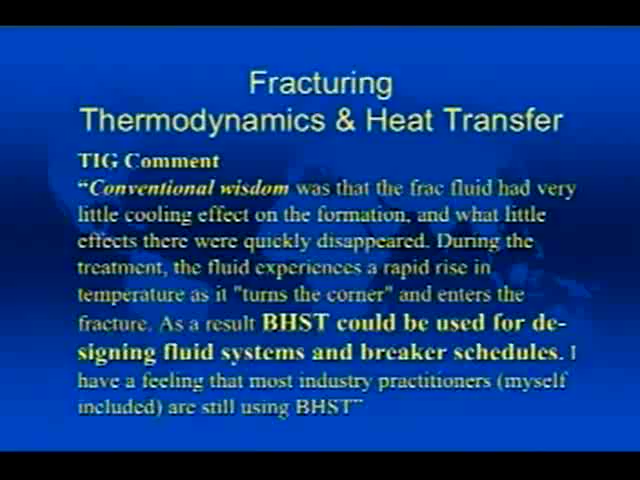 Fracturing
Thermodynamics & Heat Transfer
TIG Comment
“Conventional wisdom was that the frac fluid had very
little cooling effect on the formation, and what little
effects there were quickly disappeared. During the
treatment, the fluid experiences a rapid rise in
temperature as it "turns the corner" and enters the
fracture. As a result BHST could be used for de-
signing fluid systems and breaker schedules. I
have a feeling that most industry practitioners (myself
included) are still using BHST”